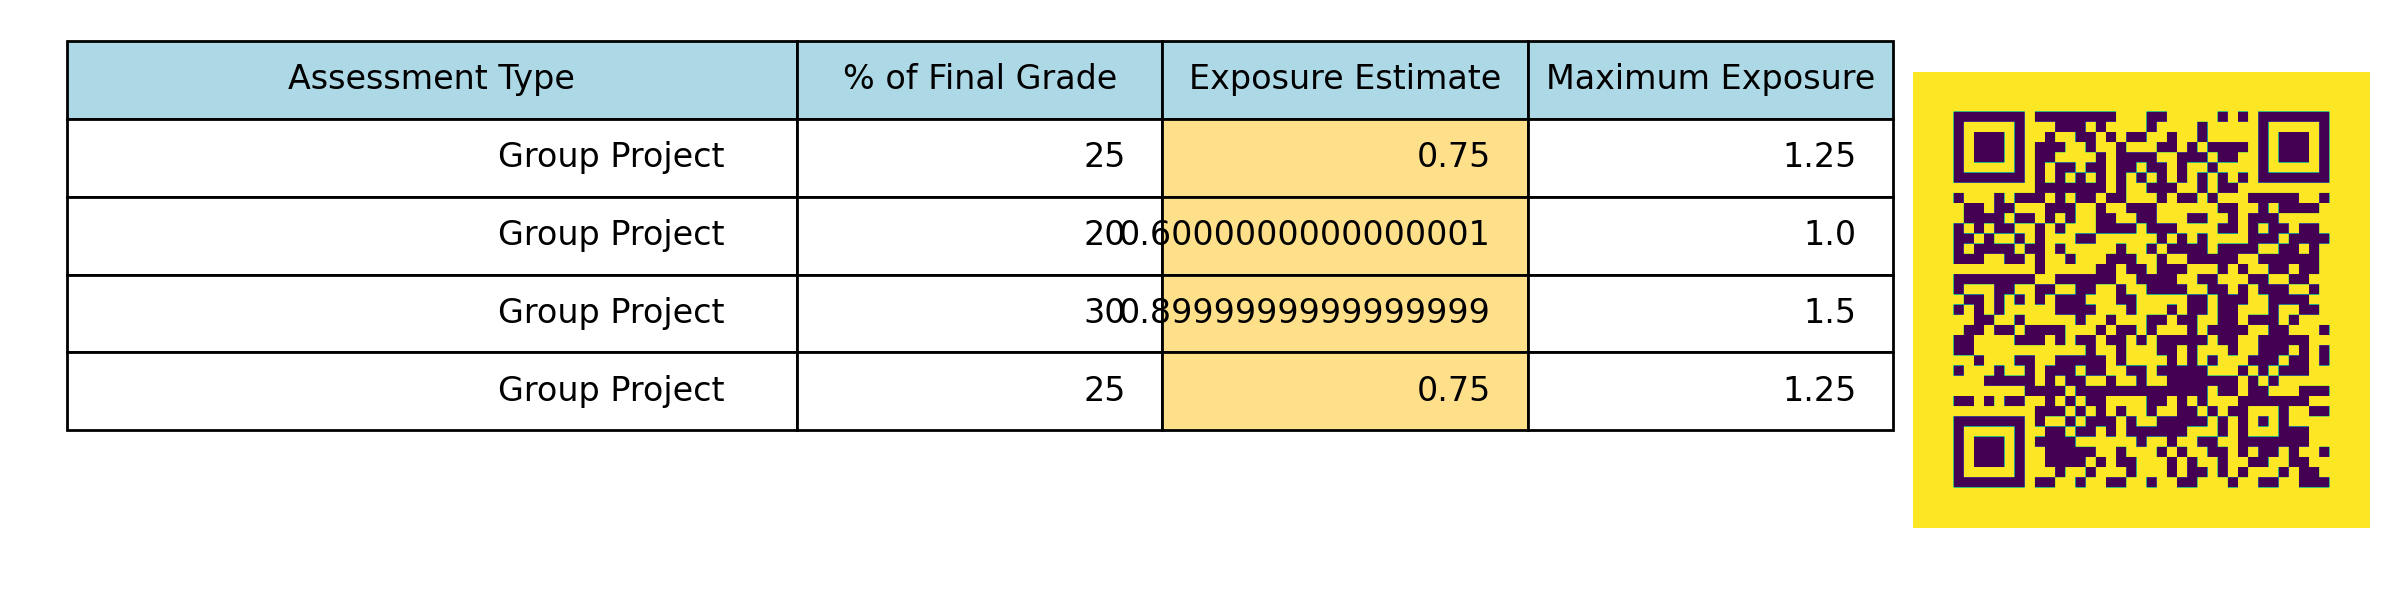 Assessment Type % of Final Grade Exposure Estimate Maximum Exposure
Group Project 25 0.75 1.25
Group Project 20 0.6000000000000001 1.0
Group Project 30 0.8999999999999999 1.5
Group Project 25 0.75 1.25